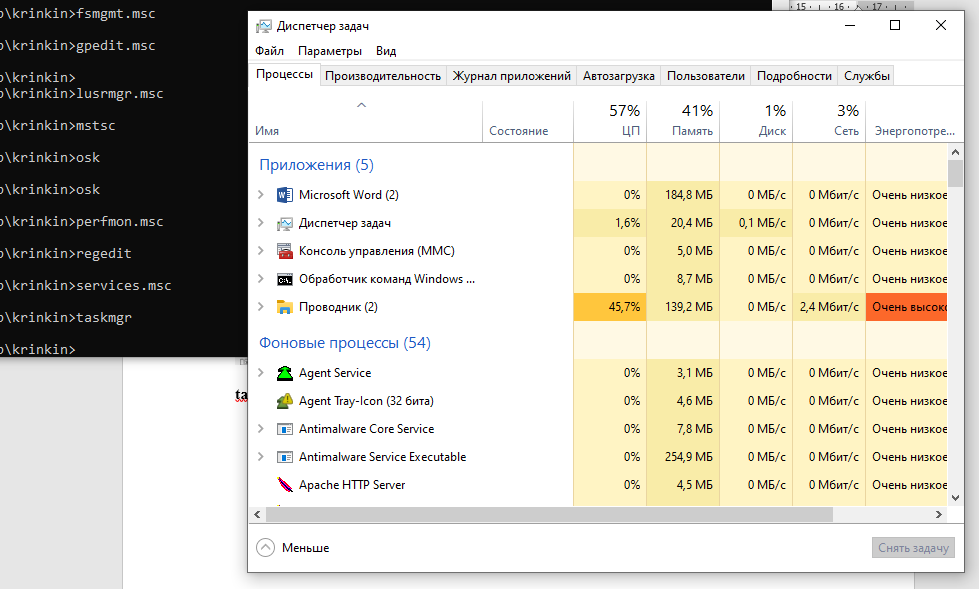 o\krinkin>fsmgmt.msc
o\krinkin>gpedit.msc
o\krinkin>
o\krinkin>lusrmgr.msc
o\krinkin>mstsc
o\krinkin>osk
o\krinkin>osk
o\krinkin>perfmon.msc
o\krinkin>regedit
o\krinkin>services.msc
o\krinkin>taskmgr
o\krinkin>
15 16 17
ta
Диспетчер задач
Файл Параметры Вид
Процессы Производительность Журнал приложений Автозагрузка Пользователи Подробности Службы
57% 41% 1% 3%
Имя Состояние ЦП Память Диск Сеть Энергопотре...
Приложения (5)
Microsoft Word (2) 0% 184,8 МБ 0 МБ/с 0 Мбит/с Очень низкое
Диспетчер задач 1,6% 20,4 МБ 0,1 МБ/с 0 Мбит/с Очень низкое
Консоль управления (MMC) 0% 5,0 МБ 0 МБ/с 0 Мбит/с Очень низкое
Обработчик команд Windows ... 0% 8,7 МБ 0 МБ/с 0 Мбит/с Очень низкое
Проводник (2) 45,7% 139,2 МБ 0 МБ/с 2,4 Мбит/с Очень высоко
Фоновые процессы (54)
Agent Service 0% 3,1 МБ 0 МБ/с 0 Мбит/с Очень низкое
Agent Tray-Icon (32 бита) 0% 4,6 МБ 0 МБ/с 0 Мбит/с Очень низкое
Antimalware Core Service 0% 7,8 МБ 0 МБ/с 0 Мбит/с Очень низкое
Antimalware Service Executable 0% 254,9 МБ 0 МБ/с 0 Мбит/с Очень низкое
Apache HTTP Server 0% 4,5 МБ 0 МБ/с 0 Мбит/с Очень низкое
Меньше Снять задачу